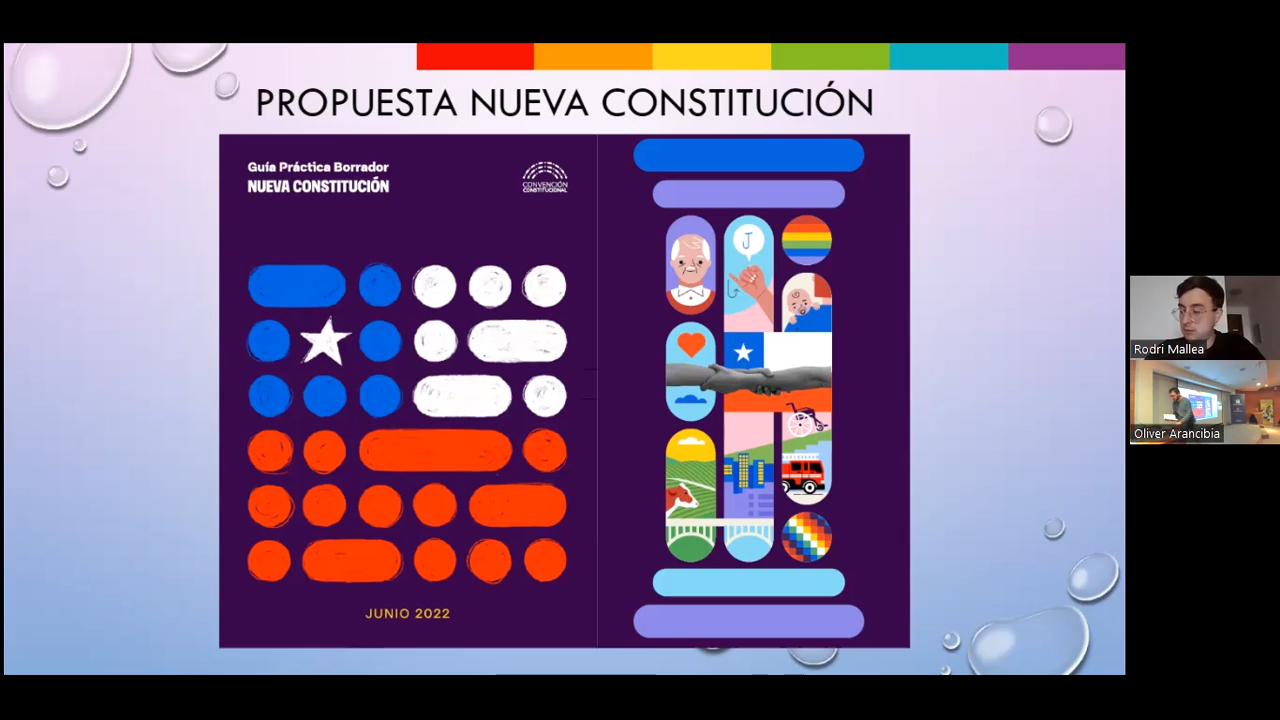 PROPUESTA NUEVA CONSTITUCIÓN
Guía Práctica Borrador
NUEVA CONSTITUCIÓN
CONVENCIÓN
CONSTITUCIONAL
J
JUNIO 2022
Rodri Mallea
Oliver Arancibia